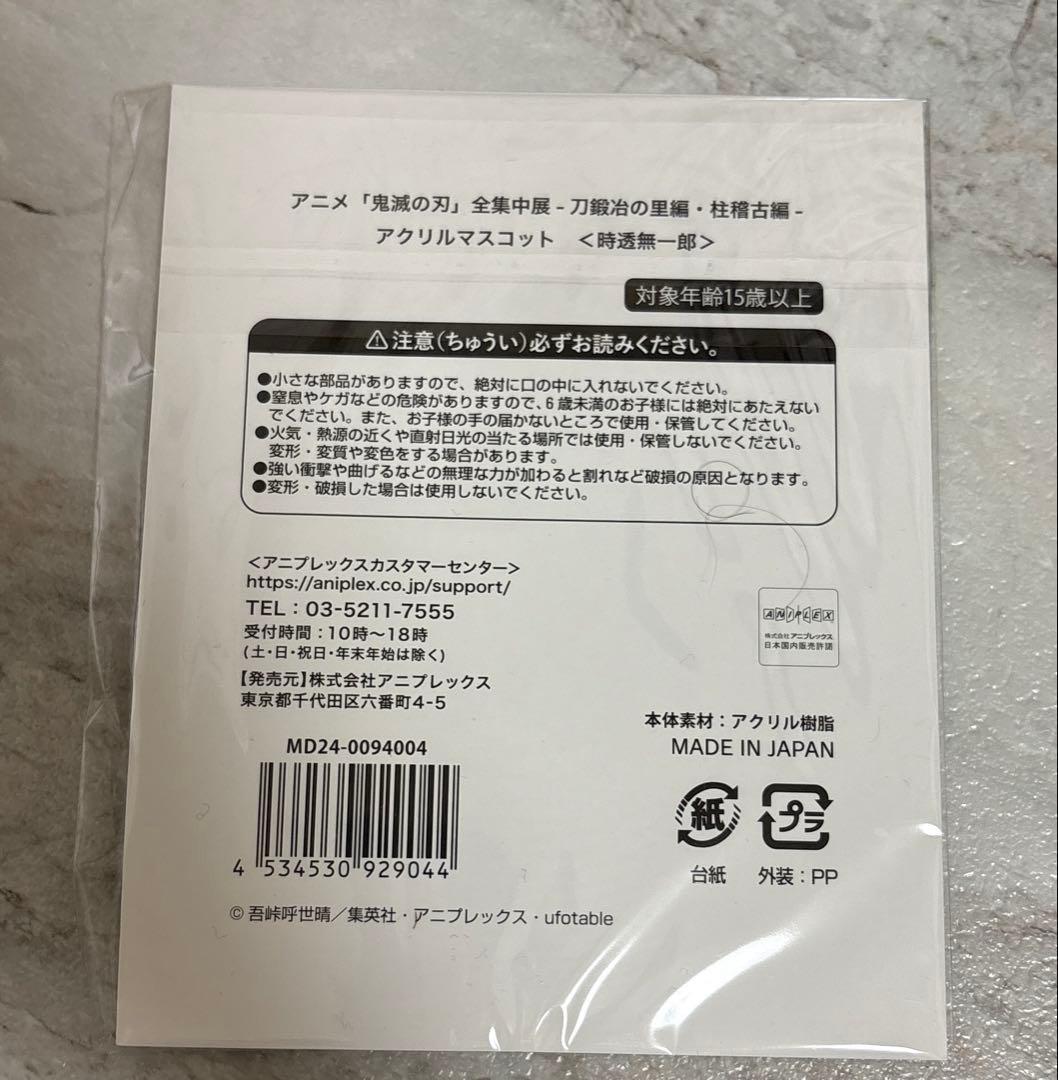 アニメ「鬼滅の刃」全集中展 - 刀鍛冶の里編・柱稽古編 -
アクリルマスコット ＜時透無一郎＞
対象年齢15歳以上
⚠注意（ちゅうい）必ずお読みください。
●小さな部品がありますので、絶対に口の中に入れないでください。
●窒息やケガなどの危険がありますので、6歳未満のお子様には絶対にあたえない
でください。また、お子様の手の届かないところで使用・保管してください。
●火気・熱源の近くや直射日光の当たる場所では使用・保管しないでください。
変形・変質や変色をする場合があります。
●強い衝撃や曲げるなどの無理な力が加わると割れなど破損の原因となります。
●変形・破損した場合は使用しないでください。
＜アニプレックスカスタマーセンター＞
https://aniplex.co.jp/support/
TEL：03-5211-7555
受付時間：10時〜18時
（土・日・祝日・年末年始は除く）
【発売元】株式会社アニプレックス
東京都千代田区六番町4-5
ANIPLEX
株式会社アニプレックス
日本国内販売許諾
本体素材：アクリル樹脂
MADE IN JAPAN
MD24-0094004
4 534530 929044
紙
プラ
台紙
外装：PP
© 吾峠呼世晴／集英社・アニプレックス・ufotable